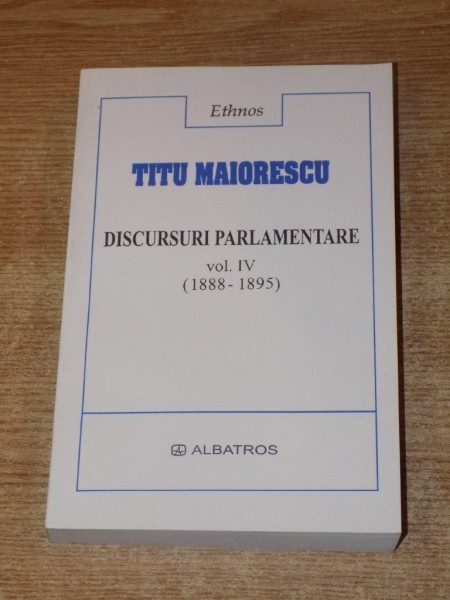 Ethnos
TITU MAIORESCU
DISCURSURI PARLAMENTARE
vol. IV
(1888-1895)
ALBATROS